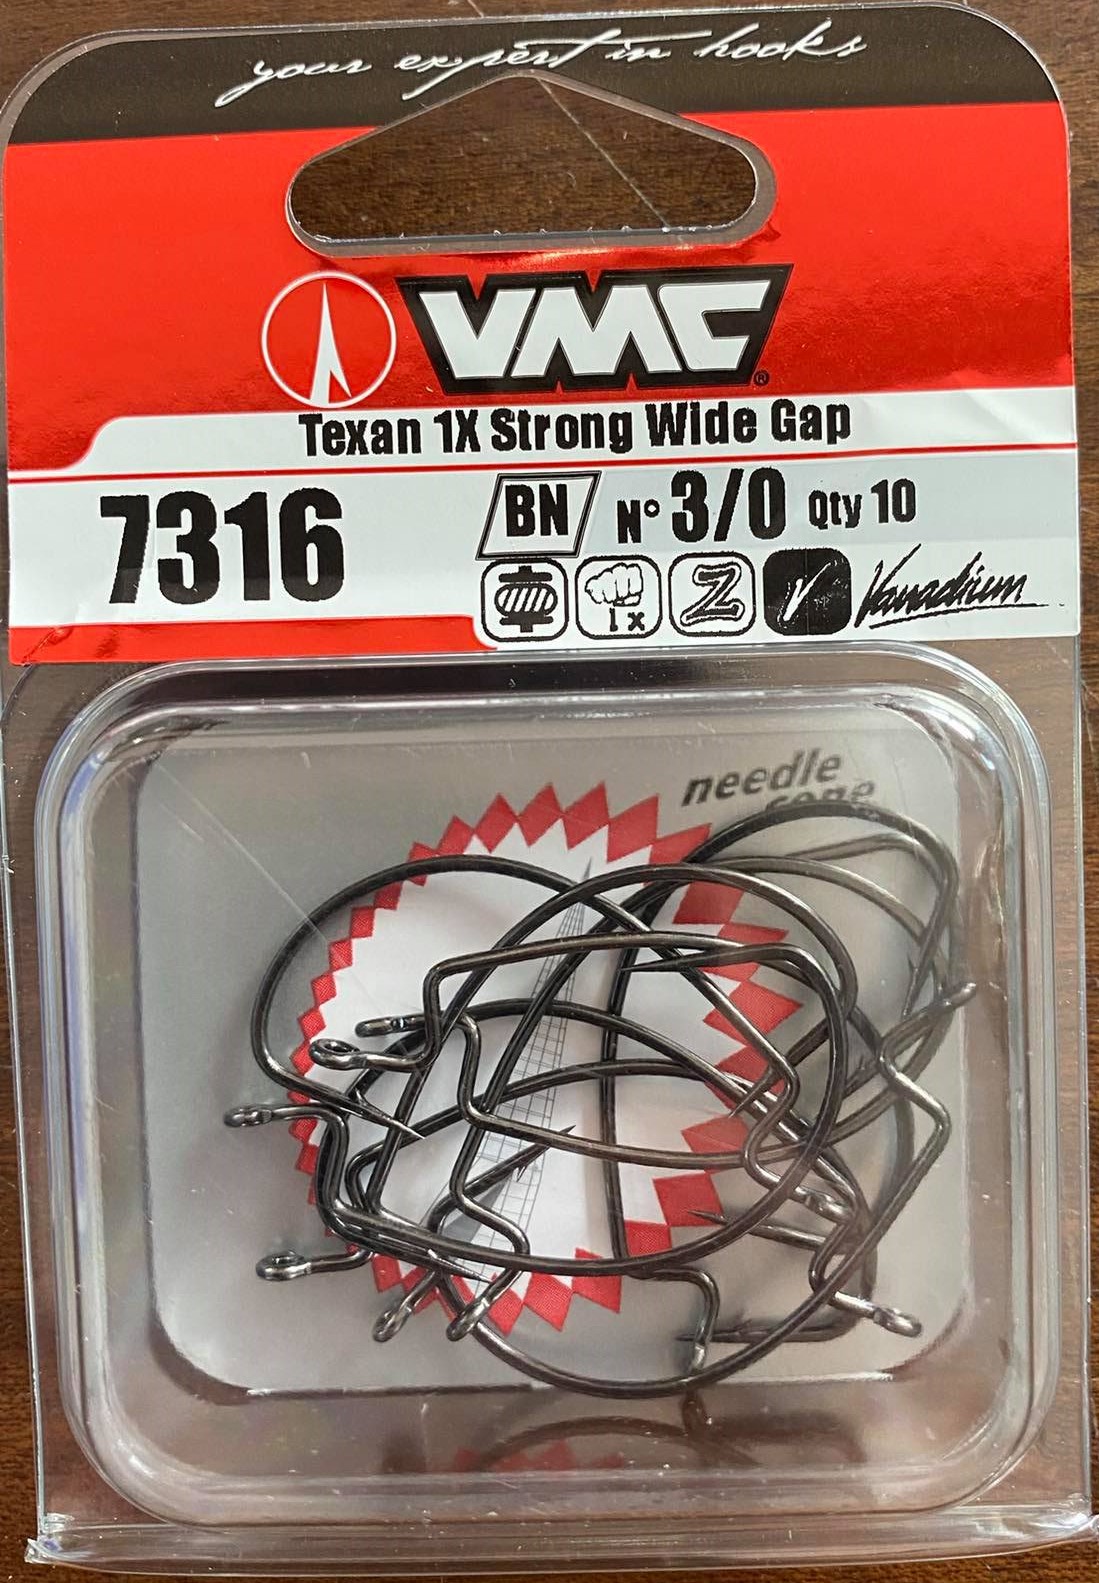 your expert in hooks
VMC®
Texan 1X Strong Wide Gap
7316 BN N° 3/0 Qty 10
1x Z V Vanadium
needle
cone